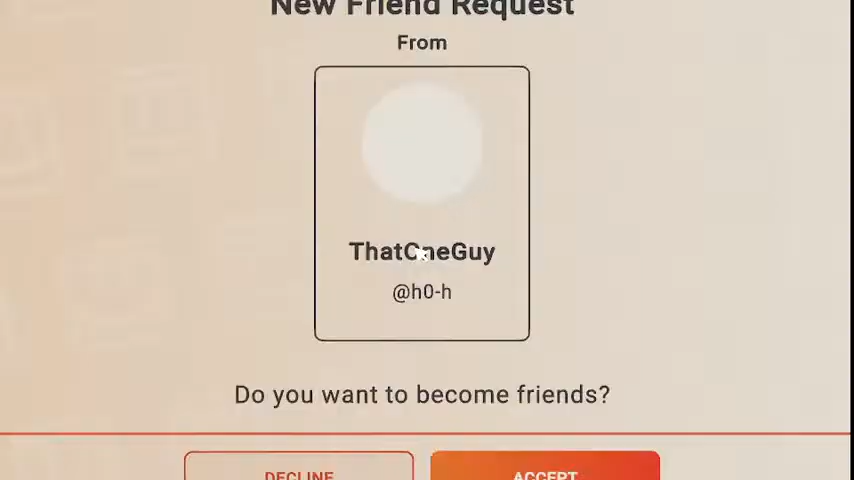 New Friend Request
From
ThatOneGuy
@h0-h
Do you want to become friends?
DECLINE
ACCEPT